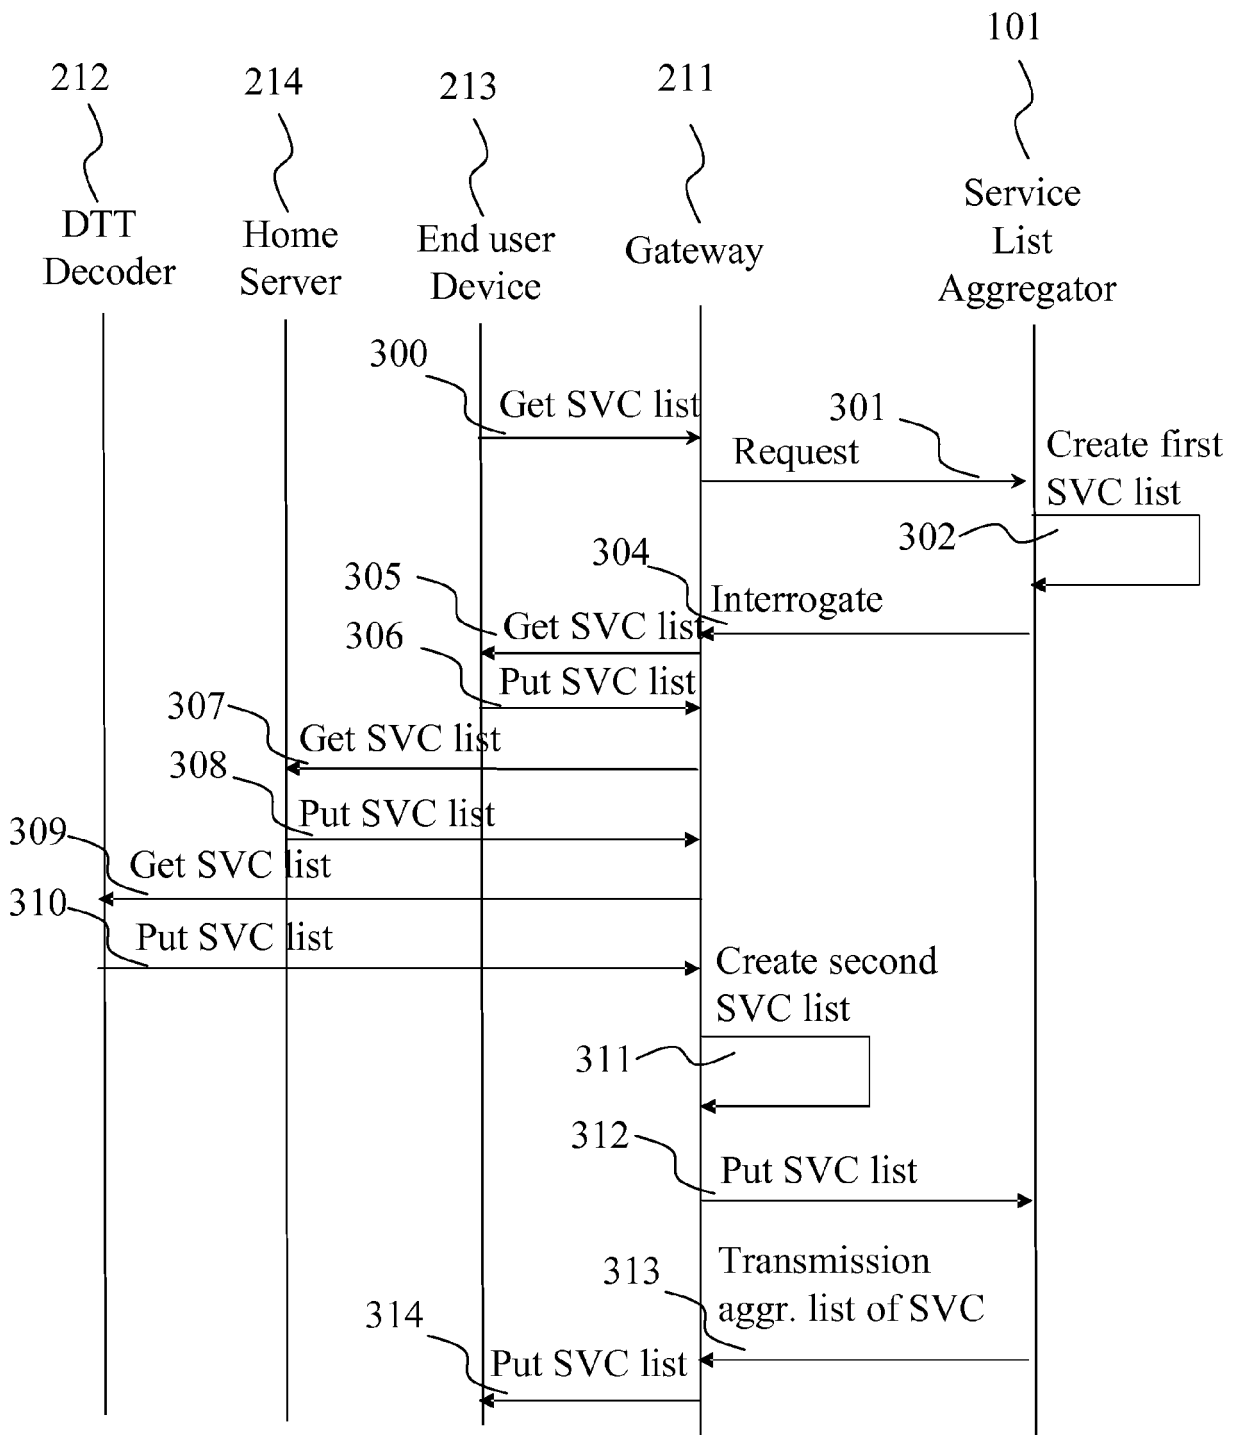 101
212
214
213
211
DTT
Decoder
Home
Server
End user
Device
Gateway
Service
List
Aggregator
300
Get SVC list
301
Request
Create first
SVC list
302
304
Interrogate
305
Get SVC list
306
Put SVC list
307
Get SVC list
308
Put SVC list
309
Get SVC list
310
Put SVC list
Create second
SVC list
311
312
Put SVC list
313
Transmission
aggr. list of SVC
314
Put SVC list